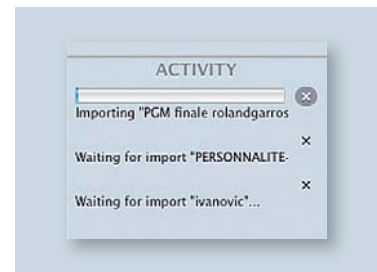 ACTIVITY
Importing "PGM finale rolandgarros
Waiting for import "PERSONNALITE-
Waiting for import "ivanovic"...